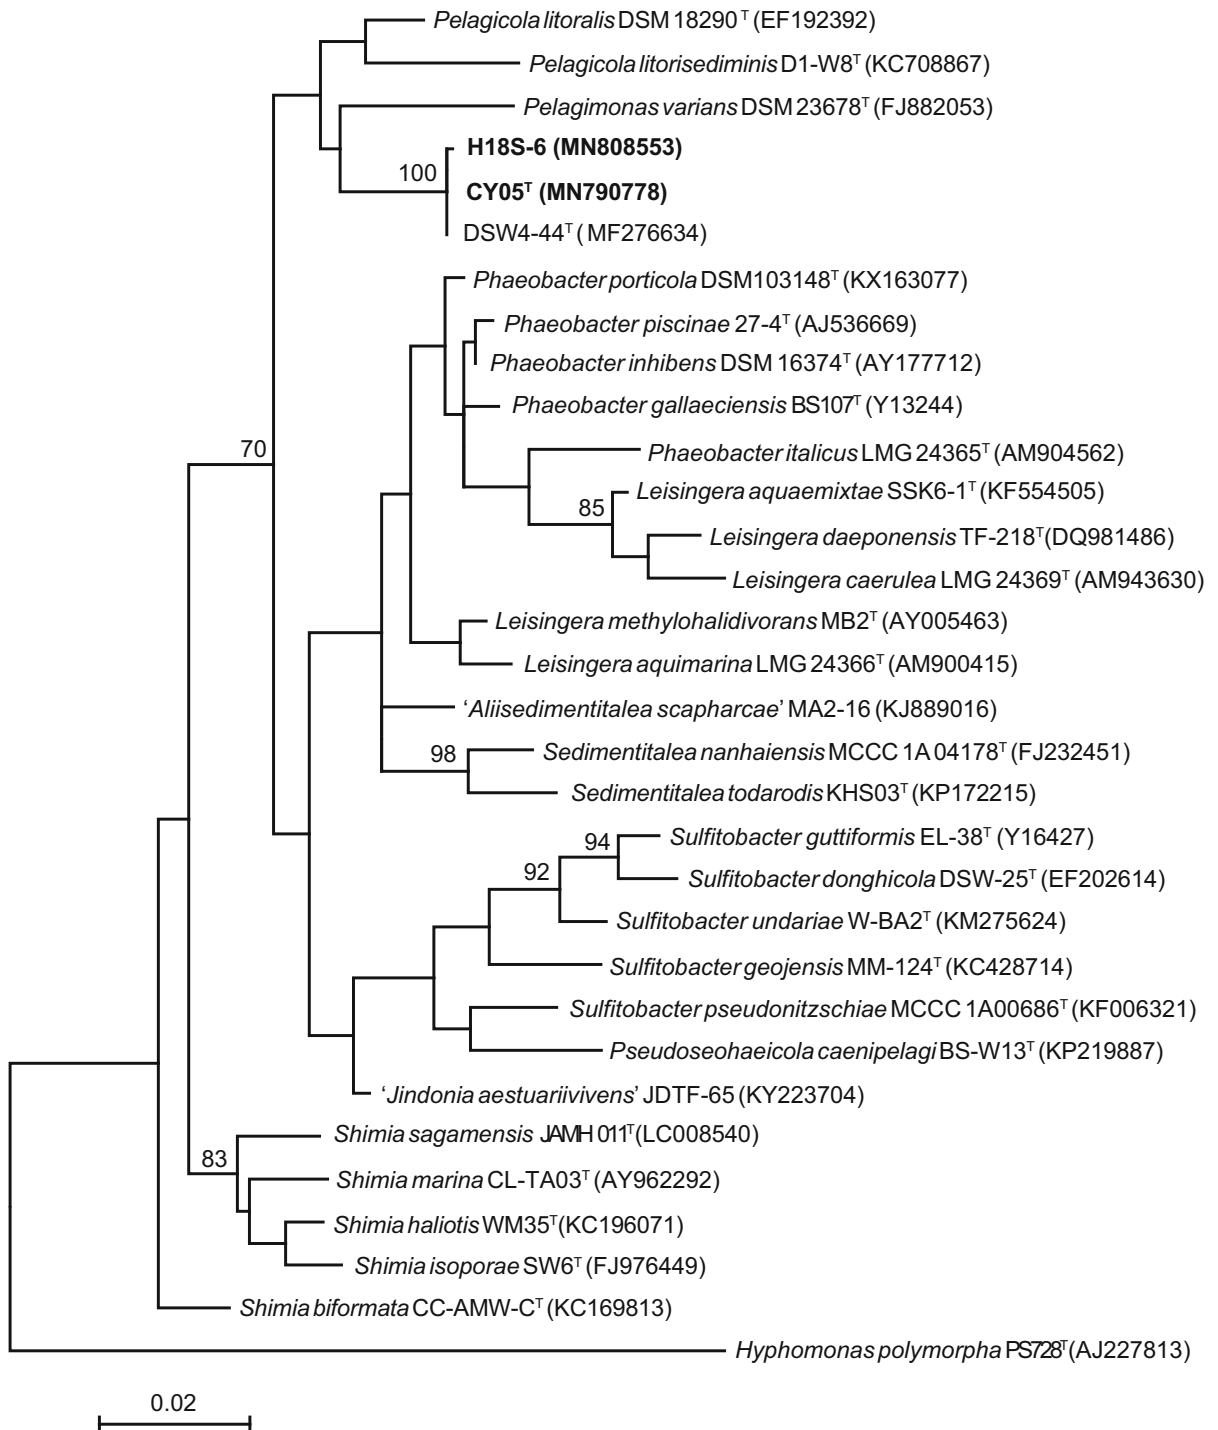 Pelagicola litoralis DSM 18290ᵀ (EF192392)
Pelagicola litorisediminis D1-W8ᵀ (KC708867)
Pelagimonas varians DSM 23678ᵀ (FJ882053)
H18S-6 (MN808553)
100
CY05ᵀ (MN790778)
DSW4-44ᵀ (MF276634)
Phaeobacter porticola DSM103148ᵀ (KX163077)
Phaeobacter piscinae 27-4ᵀ (AJ536669)
Phaeobacter inhibens DSM 16374ᵀ (AY177712)
Phaeobacter gallaeciensis BS107ᵀ (Y13244)
70
Phaeobacter italicus LMG 24365ᵀ (AM904562)
Leisingera aquaemixtae SSK6-1ᵀ (KF554505)
85
Leisingera daeponensis TF-218ᵀ (DQ981486)
Leisingera caerulea LMG 24369ᵀ (AM943630)
Leisingera methylohalidivorans MB2ᵀ (AY005463)
Leisingera aquimarina LMG 24366ᵀ (AM900415)
‘Aliisedimentitalea scapharcae’ MA2-16 (KJ889016)
98
Sedimentitalea nanhaiensis MCCC 1A 04178ᵀ (FJ232451)
Sedimentitalea todarodis KHS03ᵀ (KP172215)
Sulfitobacter guttiformis EL-38ᵀ (Y16427)
94
92
Sulfitobacter donghicola DSW-25ᵀ (EF202614)
Sulfitobacter undariae W-BA2ᵀ (KM275624)
Sulfitobacter geojensis MM-124ᵀ (KC428714)
Sulfitobacter pseudonitzschiae MCCC 1A00686ᵀ (KF006321)
Pseudoseohaeicola caenipelagi BS-W13ᵀ (KP219887)
‘Jindonia aestuariivivens’ JDTF-65 (KY223704)
Shimia sagamensis JAMH 011ᵀ (LC008540)
83
Shimia marina CL-TA03ᵀ (AY962292)
Shimia haliotis WM35ᵀ (KC196071)
Shimia isoporae SW6ᵀ (FJ976449)
Shimia biformata CC-AMW-Cᵀ (KC169813)
Hyphomonas polymorpha PS728ᵀ (AJ227813)
0.02